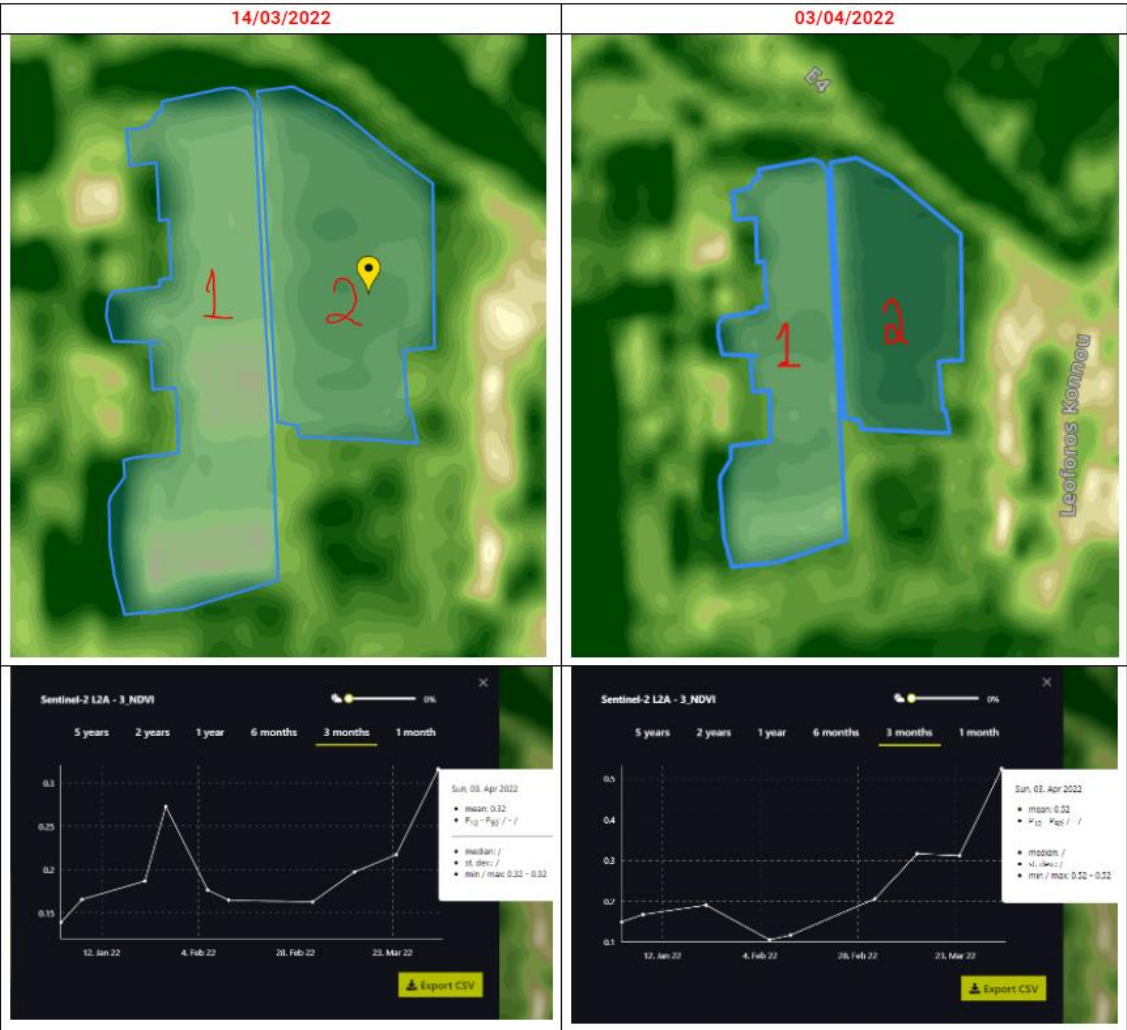 14/03/2022
03/04/2022
1
2
E4
1
2
Leoforos Konnou
Sentinel-2 L2A - 3_NDVI
0%
5 years 2 years 1 year 6 months 3 months 1 month
0.3
0.25
0.2
0.15
12. Jan 22 4. Feb 22 28. Feb 22 23. Mar 22
Sun, 03. Apr 2022
mean: 0.32
P10 - P90: / - /
median: /
st. dev.: /
min / max: 0.32 - 0.32
Export CSV
Sentinel-2 L2A - 3_NDVI
0%
5 years 2 years 1 year 6 months 3 months 1 month
0.5
0.4
0.3
0.2
0.1
12. Jan 22 4. Feb 22 28. Feb 22 23. Mar 22
Sun, 03. Apr 2022
mean: 0.52
P10 - P90: / - /
median: /
st. dev.: /
min / max: 0.52 - 0.52
Export CSV